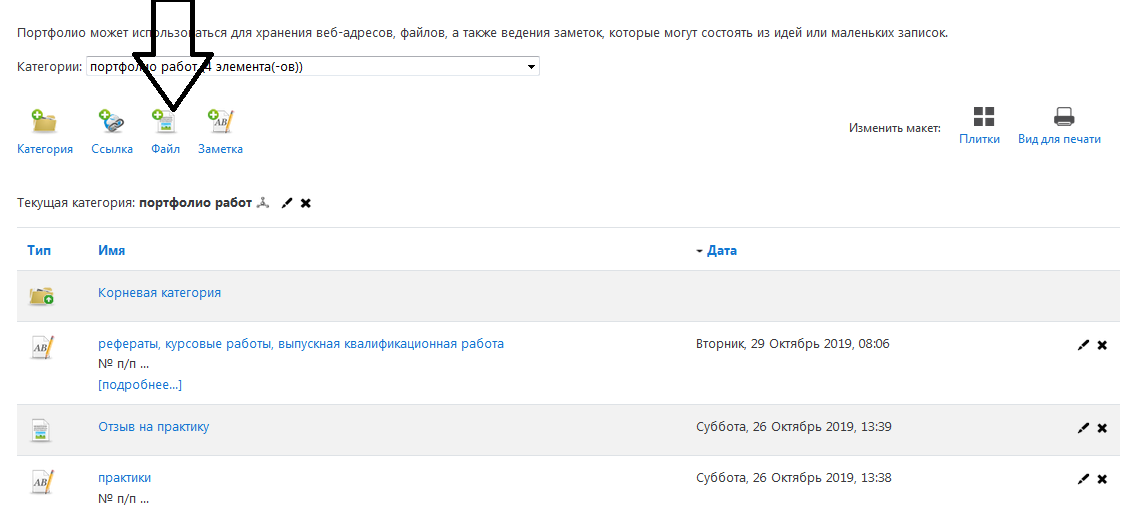 Портфолио может использоваться для хранения веб-адресов, файлов, а также ведения заметок, которые могут состоять из идей или маленьких записок.
Категории: портфолио работ (4 элемента(-ов))
Категория Ссылка Файл Заметка
Изменить макет: Плитки Вид для печати
Текущая категория: портфолио работ
Тип Имя Дата
Корневая категория
рефераты, курсовые работы, выпускная квалификационная работа Вторник, 29 Октябрь 2019, 08:06
№ п/п ...
[подробнее...]
Отзыв на практику Суббота, 26 Октябрь 2019, 13:39
практики Суббота, 26 Октябрь 2019, 13:38
№ п/п ...